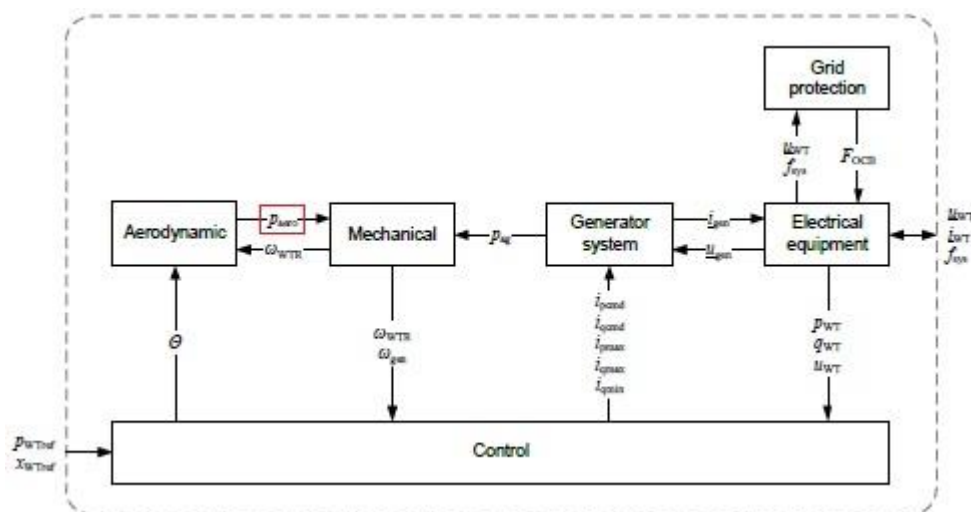 Grid
protection
u_WT
f_sys
F_OCB
Aerodynamic
p_aero
ω_WTR
Mechanical
p_ag
Generator
system
i_gen
u_gen
Electrical
equipment
u_WT
i_WT
f_sys
Θ
ω_WTR
ω_gen
i_pcmd
i_qcmd
i_pmax
i_qmax
i_qmin
p_WT
q_WT
u_WT
p_WTref
x_WTref
Control